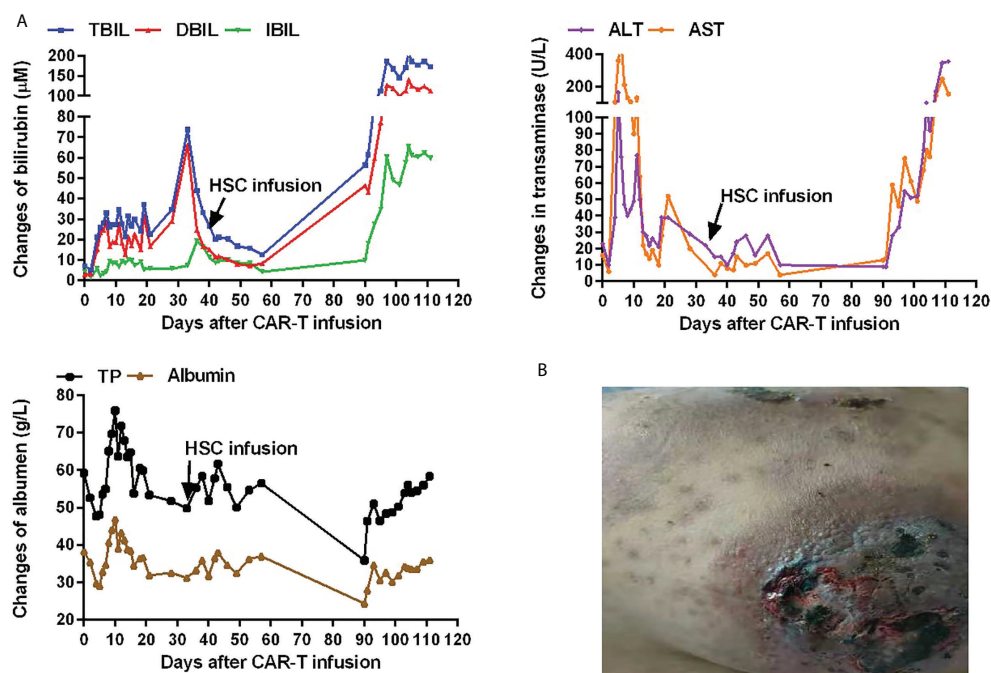 A
TBIL DBIL IBIL
Changes of bilirubin (μM)
200
150
100
80
70
60
50
40
30
20
10
0
HSC infusion
0 10 20 30 40 50 60 70 80 90 100 110 120
Days after CAR-T infusion
ALT AST
Changes in transaminase (U/L)
400
200
100
90
80
70
60
50
40
30
20
10
0
HSC infusion
0 10 20 30 40 50 60 70 80 90 100 110 120
Days after CAR-T infusion
TP Albumin
Changes of albumen (g/L)
80
70
60
50
40
30
20
HSC infusion
0 10 20 30 40 50 60 70 80 90 100 110 120
Days after CAR-T infusion
B